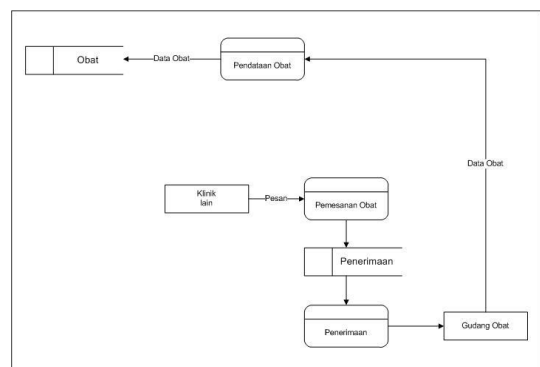 Obat
Data Obat
Pendataan Obat
Data Obat
Klinik
lain
Pesan
Pemesanan Obat
Penerimaan
Penerimaan
Gudang Obat